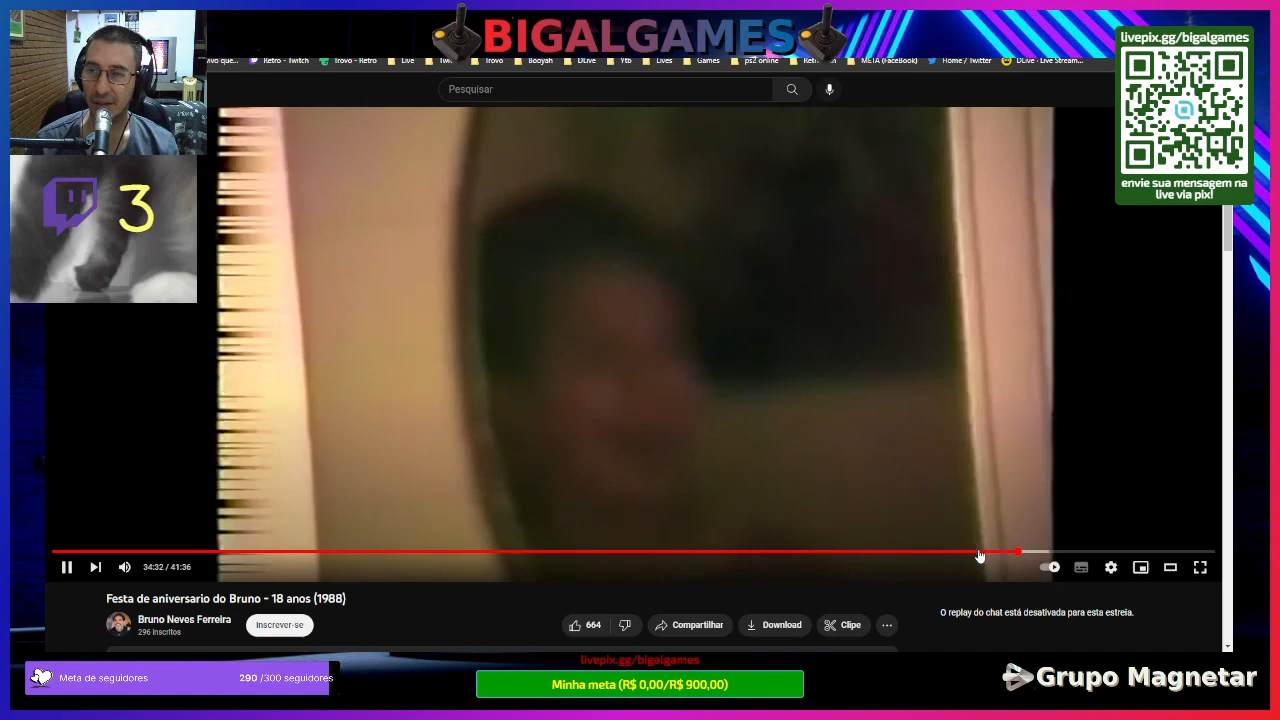 BIGALGAMES
livepix.gg/bigalgames
Retro - Twitch
Trovo - Retro
Live
Trovo
Booyah
DLive
Ytb
Lives
Games
ps2 online
META (FaceBook)
Home / Twitter
DLive - Live Stream...
Pesquisar
envie sua mensagem na
live via pix!
3
34:32 / 41:36
Festa de aniversario do Bruno - 18 anos (1988)
Bruno Neves Ferreira
296 inscritos
Inscrever-se
664
Compartilhar
Download
Clipe
O replay do chat está desativada para esta estreia.
livepix.gg/bigalgames
Meta de seguidores
290 /300 seguidores
Minha meta (R$ 0,00/R$ 900,00)
Grupo Magnetar